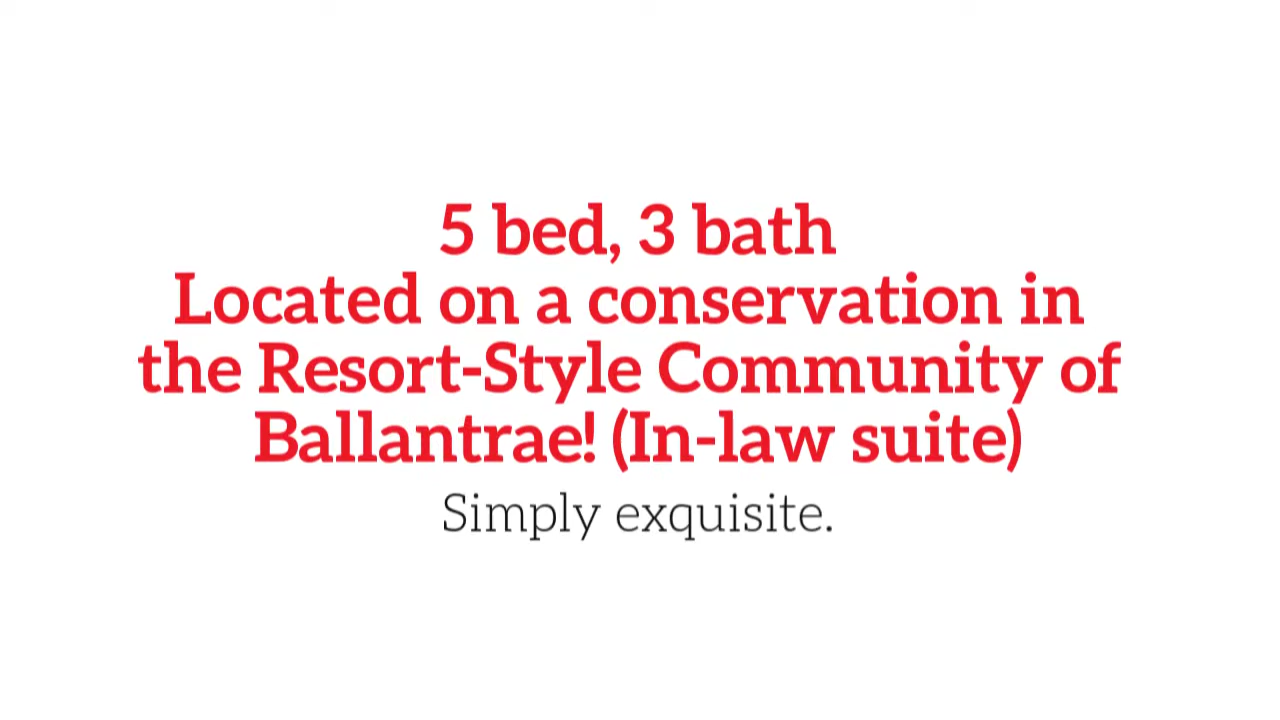 5 bed, 3 bath
Located on a conservation in
the Resort-Style Community of
Ballantrae! (In-law suite)
Simply exquisite.